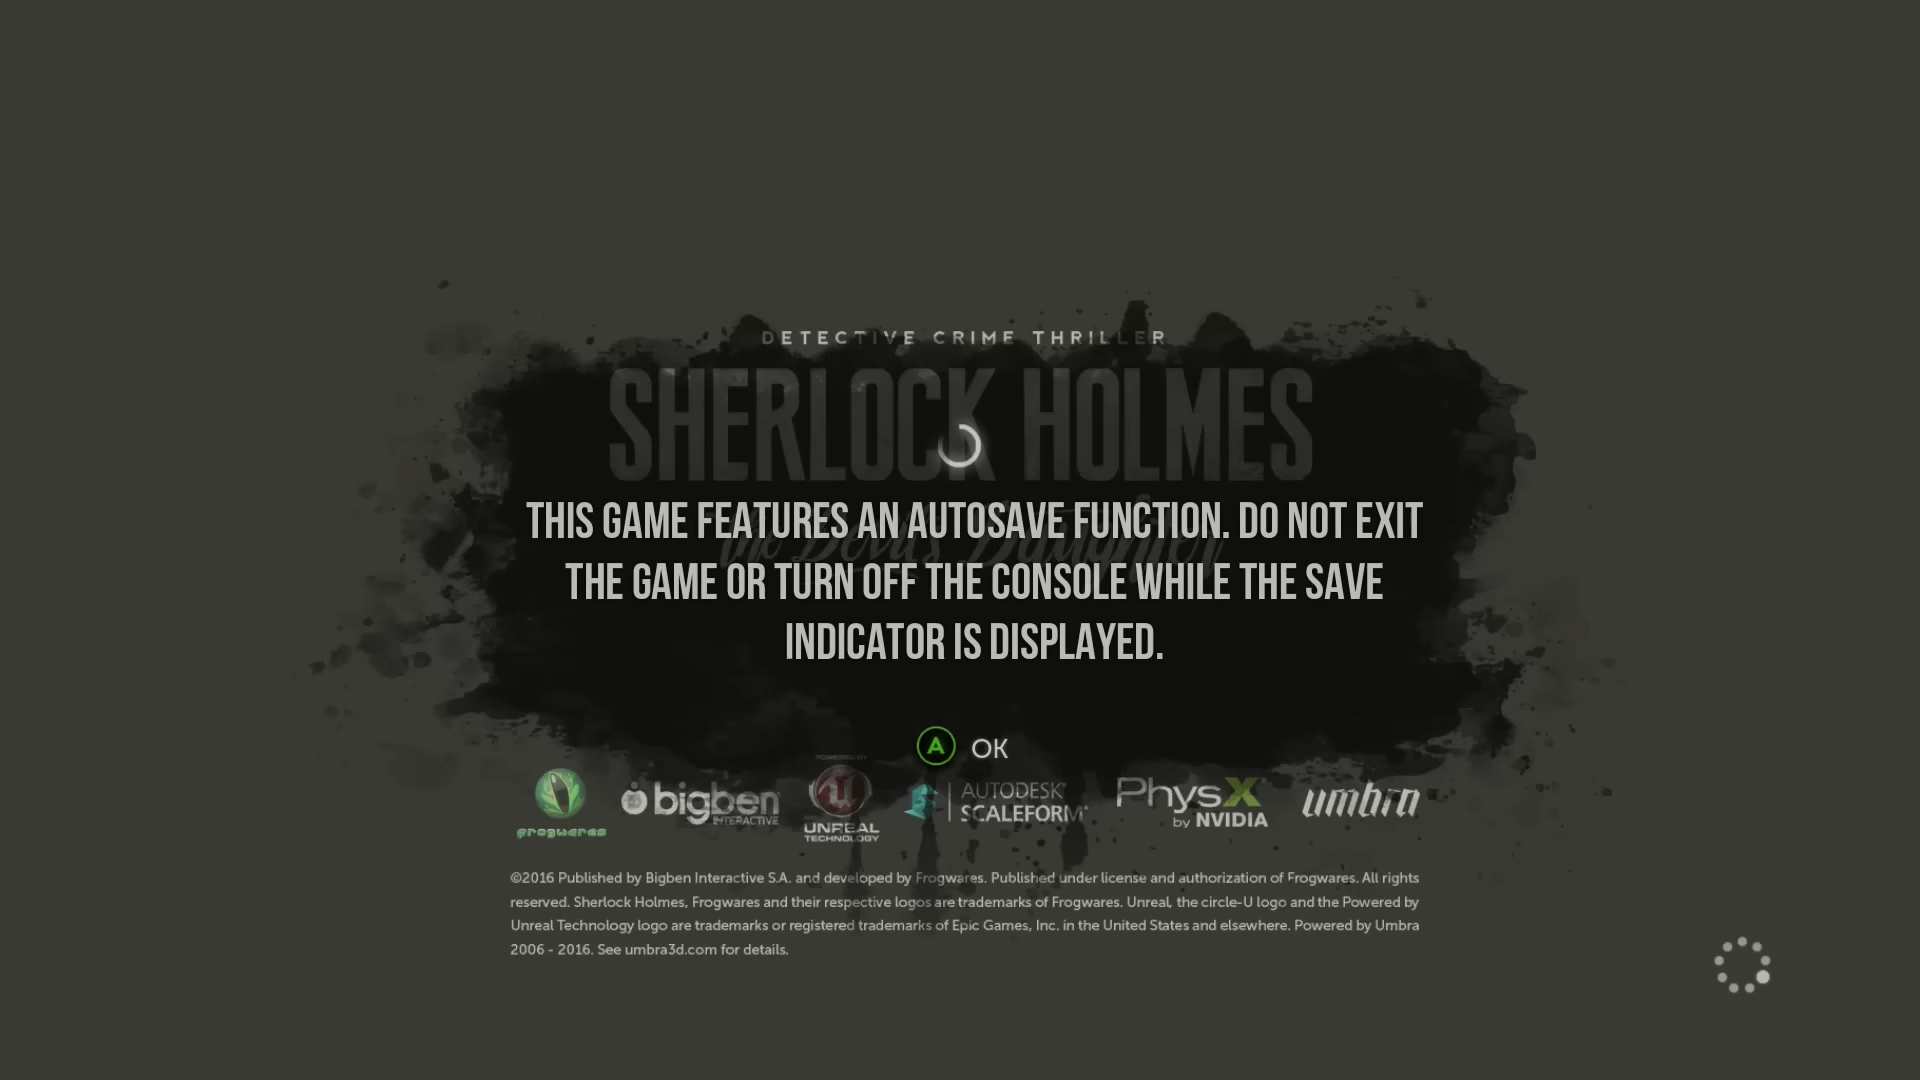 DETECTIVE CRIME THRILLER
SHERLOCK HOLMES
The Devil's Daughter
THIS GAME FEATURES AN AUTOSAVE FUNCTION. DO NOT EXIT
THE GAME OR TURN OFF THE CONSOLE WHILE THE SAVE
INDICATOR IS DISPLAYED.
A OK
POWERED BY
frogwares
bigben
INTERACTIVE
UNREAL
TECHNOLOGY
AUTODESK®
SCALEFORM®
PhysX®
by NVIDIA
umbra
©2016 Published by Bigben Interactive S.A. and developed by Frogwares. Published under license and authorization of Frogwares. All rights
reserved. Sherlock Holmes, Frogwares and their respective logos are trademarks of Frogwares. Unreal, the circle-U logo and the Powered by
Unreal Technology logo are trademarks or registered trademarks of Epic Games, Inc. in the United States and elsewhere. Powered by Umbra
2006 - 2016. See umbra3d.com for details.